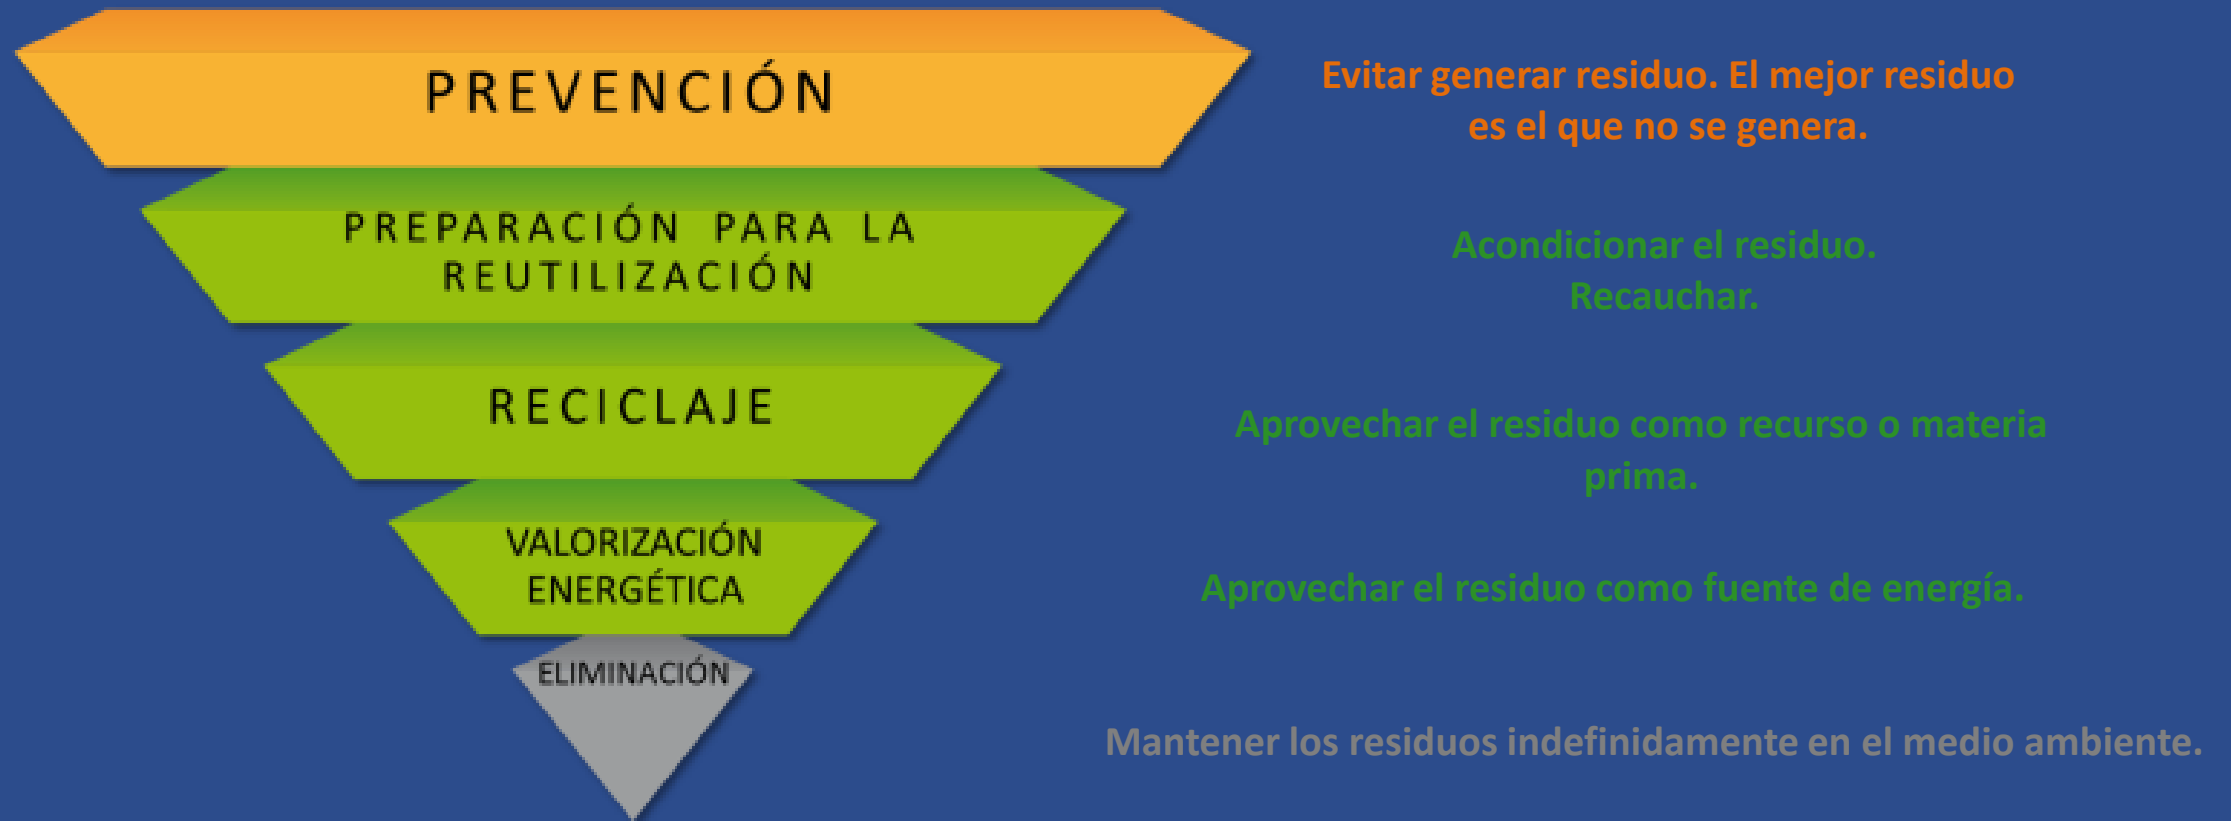 PREVENCIÓN
Evitar generar residuo. El mejor residuo
es el que no se genera.
PREPARACIÓN PARA LA
REUTILIZACIÓN
Acondicionar el residuo.
Recauchar.
RECICLAJE
Aprovechar el residuo como recurso o materia
prima.
VALORIZACIÓN
ENERGÉTICA
Aprovechar el residuo como fuente de energía.
ELIMINACIÓN
Mantener los residuos indefinidamente en el medio ambiente.